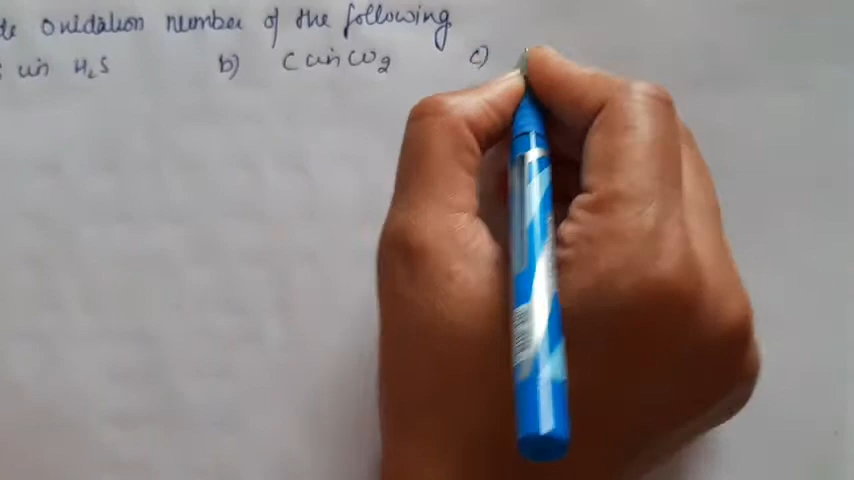 oxidation number of the following
in H2S b) C in CO2 c)